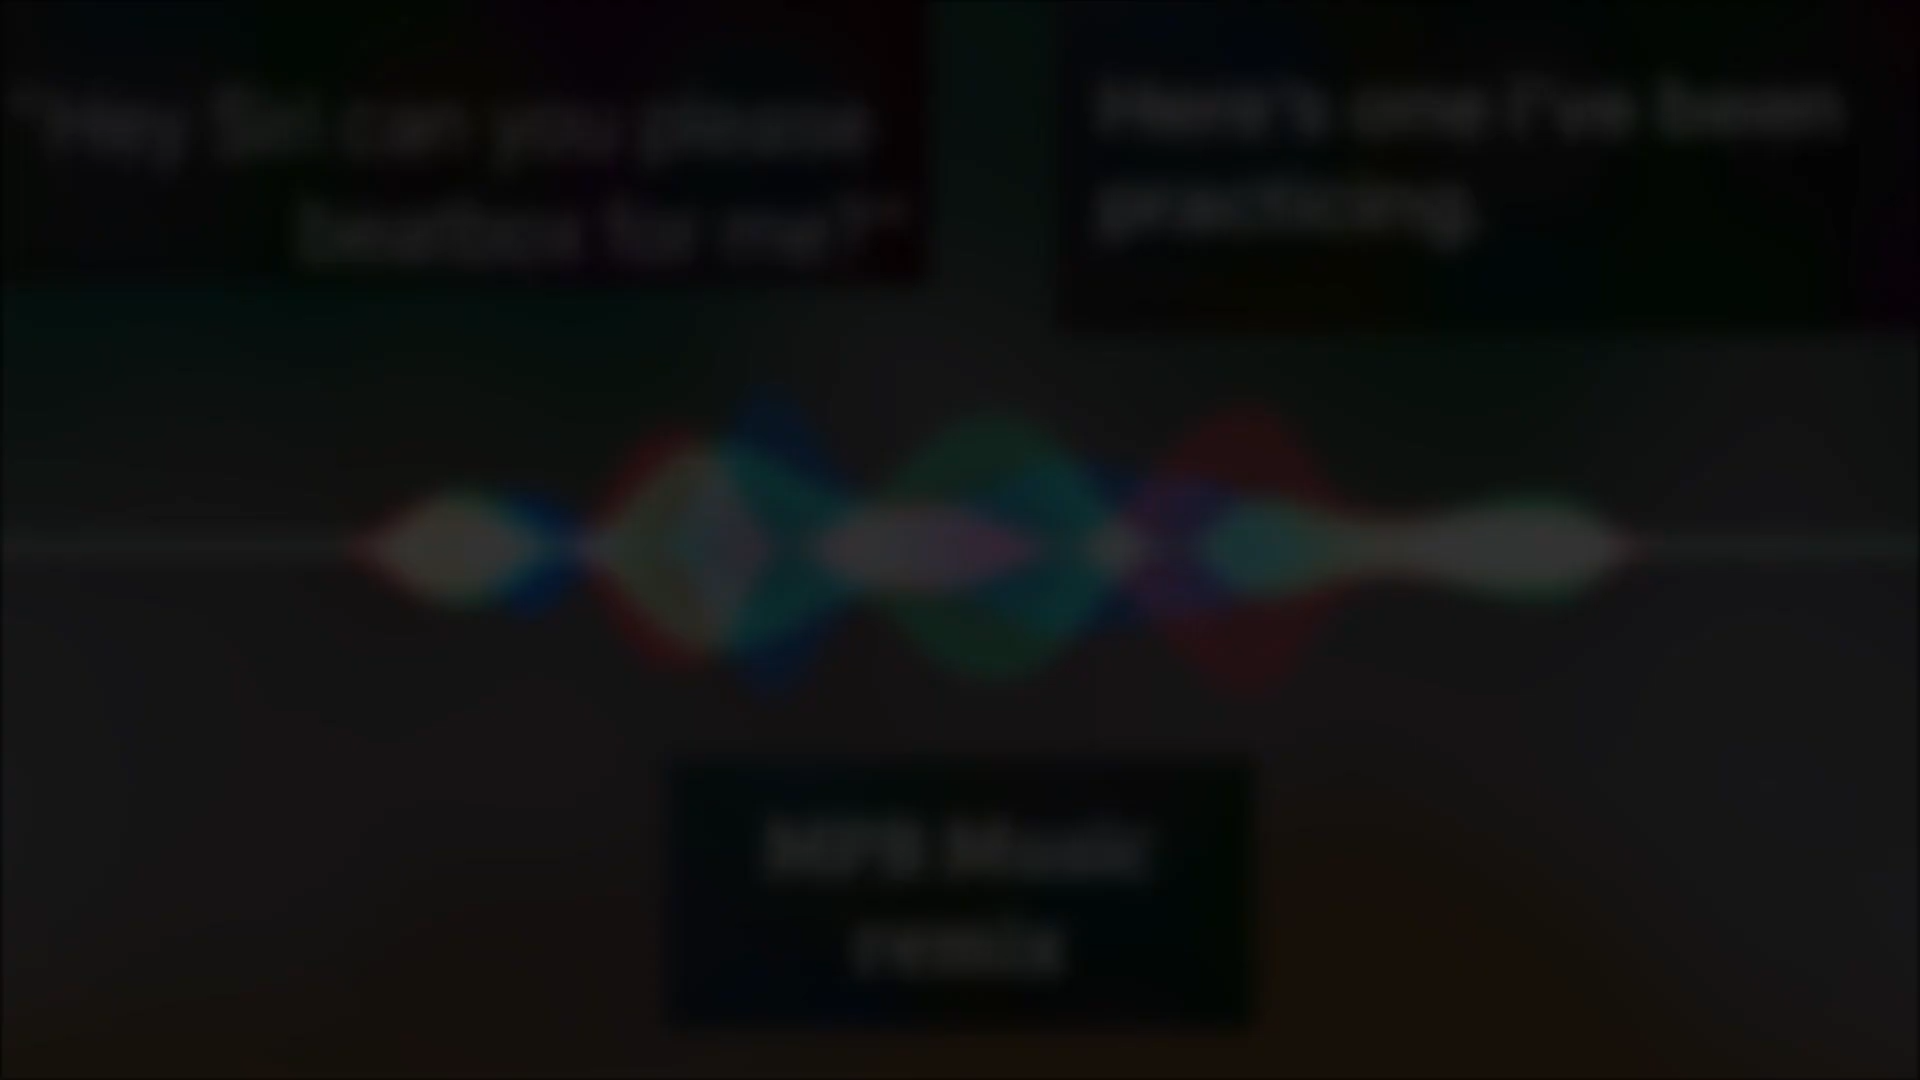 "Hey Siri can you please
beatbox for me?"
Here's one I've been
practicing.
Music
remix